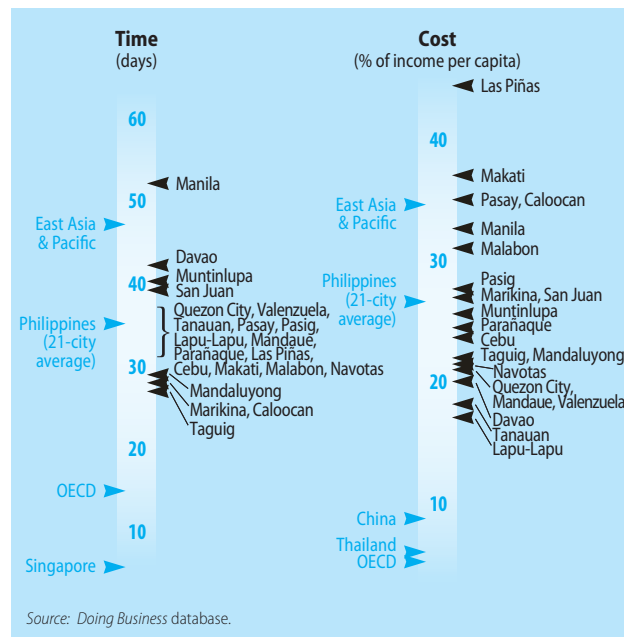 Time
(days)
60
Manila
50
East Asia
& Pacific
Davao
Muntinlupa
40
San Juan
Quezon City, Valenzuela,
Tanauan, Pasay, Pasig,
Lapu-Lapu, Mandaue,
Parañaque, Las Piñas,
Cebu, Makati, Malabon, Navotas
Philippines
(21-city
average)
30
Mandaluyong
Marikina, Caloocan
Taguig
20
OECD
10
Singapore
Cost
(% of income per capita)
Las Piñas
40
Makati
Pasay, Caloocan
East Asia
& Pacific
Manila
Malabon
30
Pasig
Marikina, San Juan
Philippines
(21-city
average)
Muntinlupa
Parañaque
Cebu
Taguig, Mandaluyong
Navotas
20
Quezon City,
Mandaue, Valenzuela
Davao
Tanauan
Lapu-Lapu
10
China
Thailand
OECD
Source: Doing Business database.